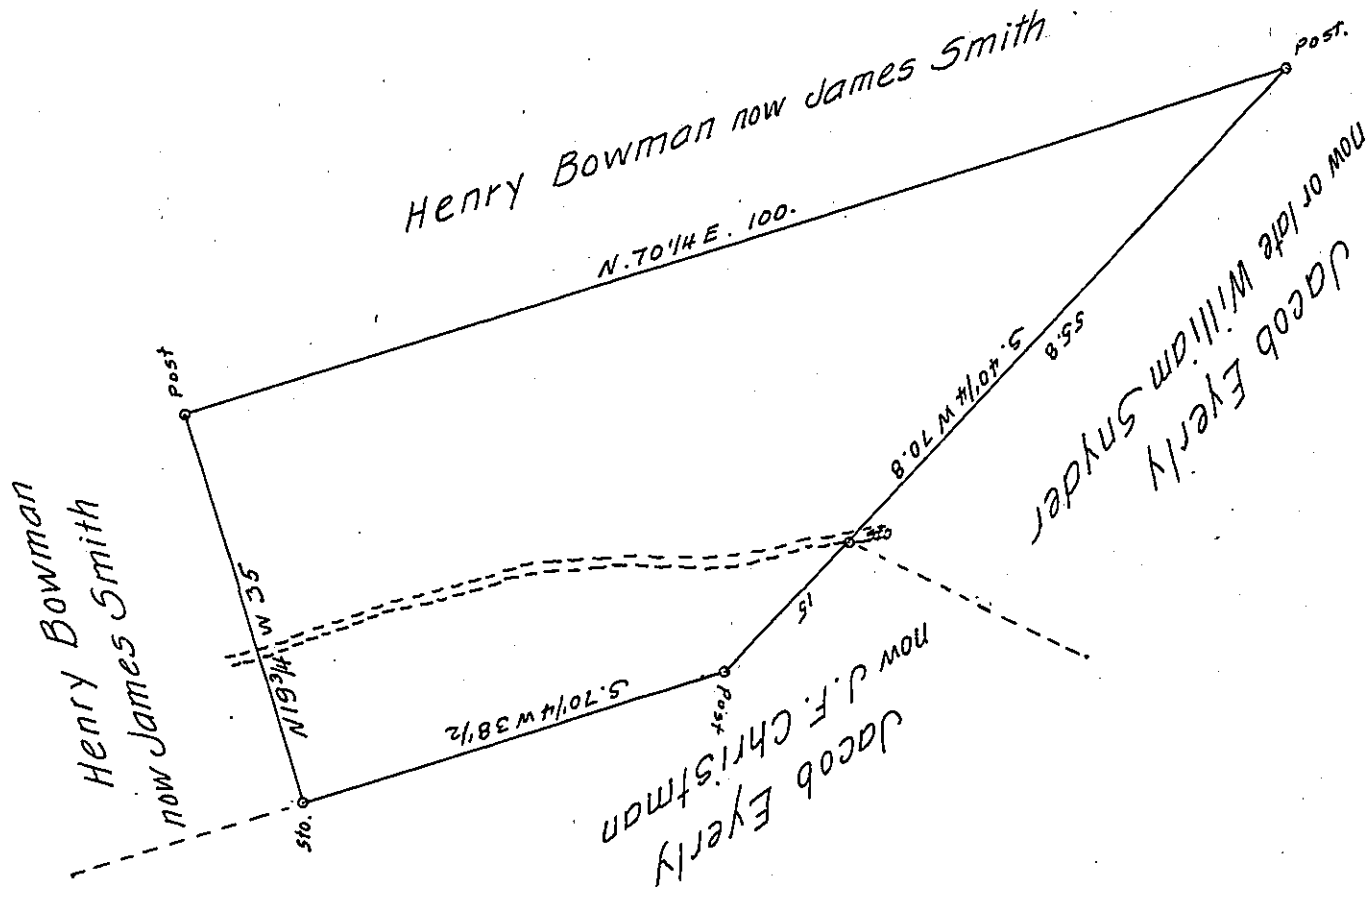 Henry Bowman now James Smith
Post.
N. 70 1/4 E. 100.
Post
Jacob Eyerly
now or late William Snyder
S. 40 1/4 W 70.8
55.8
15
Sto
Henry Bowman
now James Smith
N 16 3/4 W 35
S. 70 1/4 W 38 1/2
Post
Sto.
Jacob Eyerly
now J. F. Christman